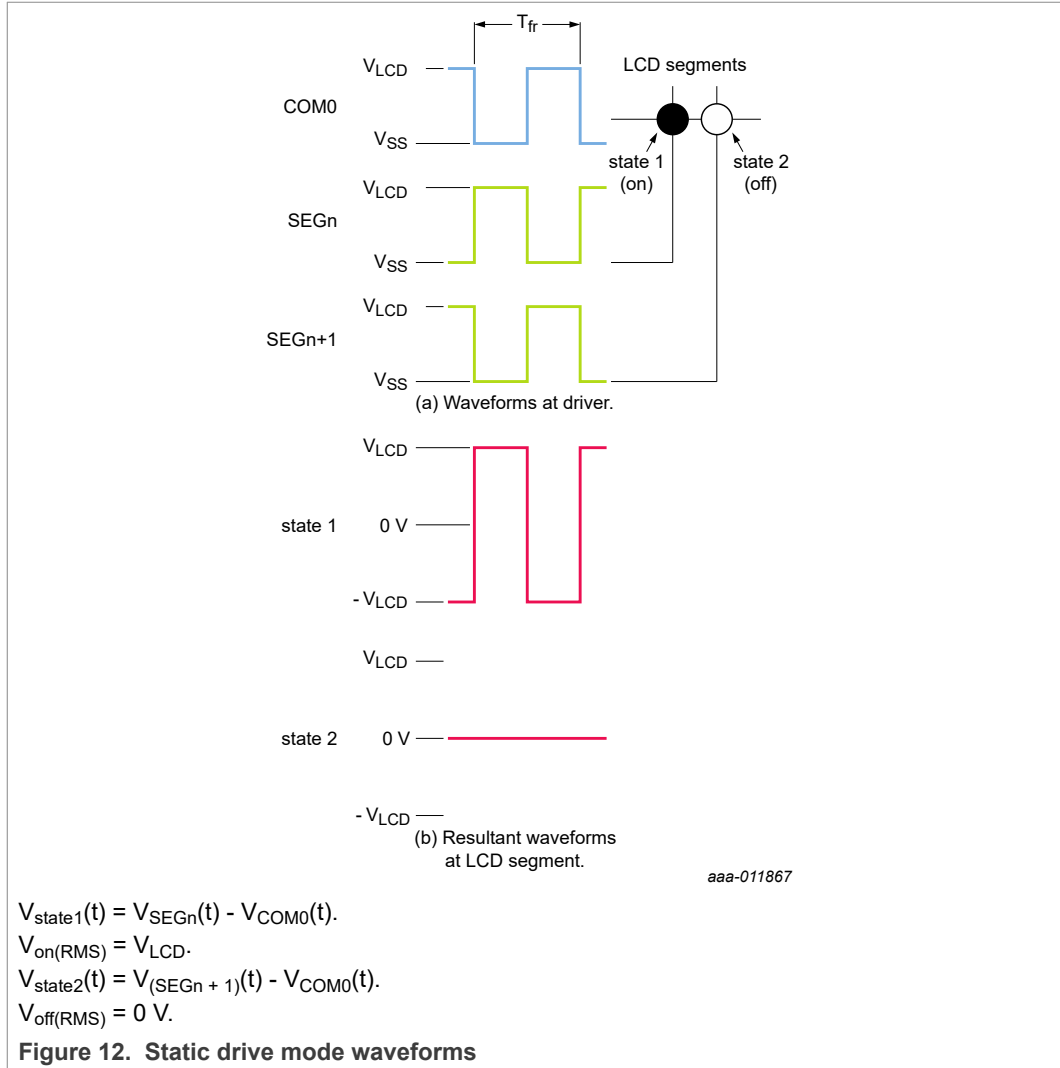 T_fr
V_LCD
LCD segments
COM0
V_SS
state 1
(on)
state 2
(off)
V_LCD
SEGn
V_SS
V_LCD
SEGn+1
V_SS
(a) Waveforms at driver.
V_LCD
state 1 0 V
- V_LCD
V_LCD
state 2 0 V
- V_LCD
(b) Resultant waveforms
at LCD segment.
aaa-011867
V_state1(t) = V_SEGn(t) - V_COM0(t).
V_on(RMS) = V_LCD.
V_state2(t) = V_(SEGn + 1)(t) - V_COM0(t).
V_off(RMS) = 0 V.
Figure 12. Static drive mode waveforms